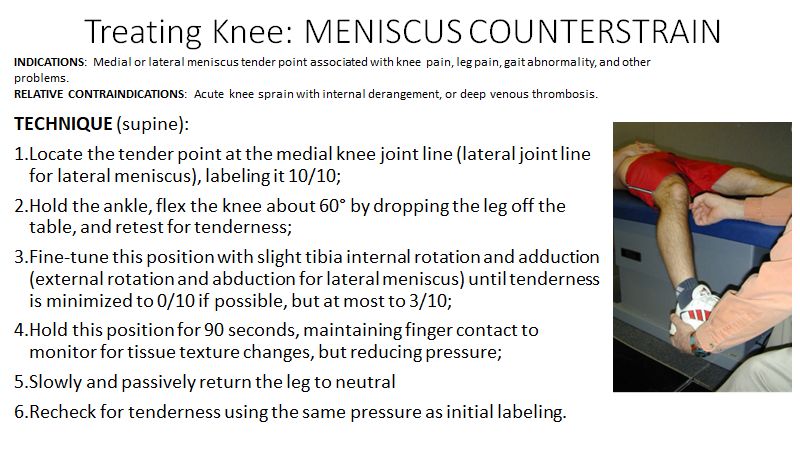 Treating Knee: MENISCUS COUNTERSTRAIN
INDICATIONS: Medial or lateral meniscus tender point associated with knee pain, leg pain, gait abnormality, and other
problems.
RELATIVE CONTRAINDICATIONS: Acute knee sprain with internal derangement, or deep venous thrombosis.
TECHNIQUE (supine):
1.Locate the tender point at the medial knee joint line (lateral joint line
for lateral meniscus), labeling it 10/10;
2.Hold the ankle, flex the knee about 60° by dropping the leg off the
table, and retest for tenderness;
3.Fine-tune this position with slight tibia internal rotation and adduction
(external rotation and abduction for lateral meniscus) until tenderness
is minimized to 0/10 if possible, but at most to 3/10;
4.Hold this position for 90 seconds, maintaining finger contact to
monitor for tissue texture changes, but reducing pressure;
5.Slowly and passively return the leg to neutral
6.Recheck for tenderness using the same pressure as initial labeling.